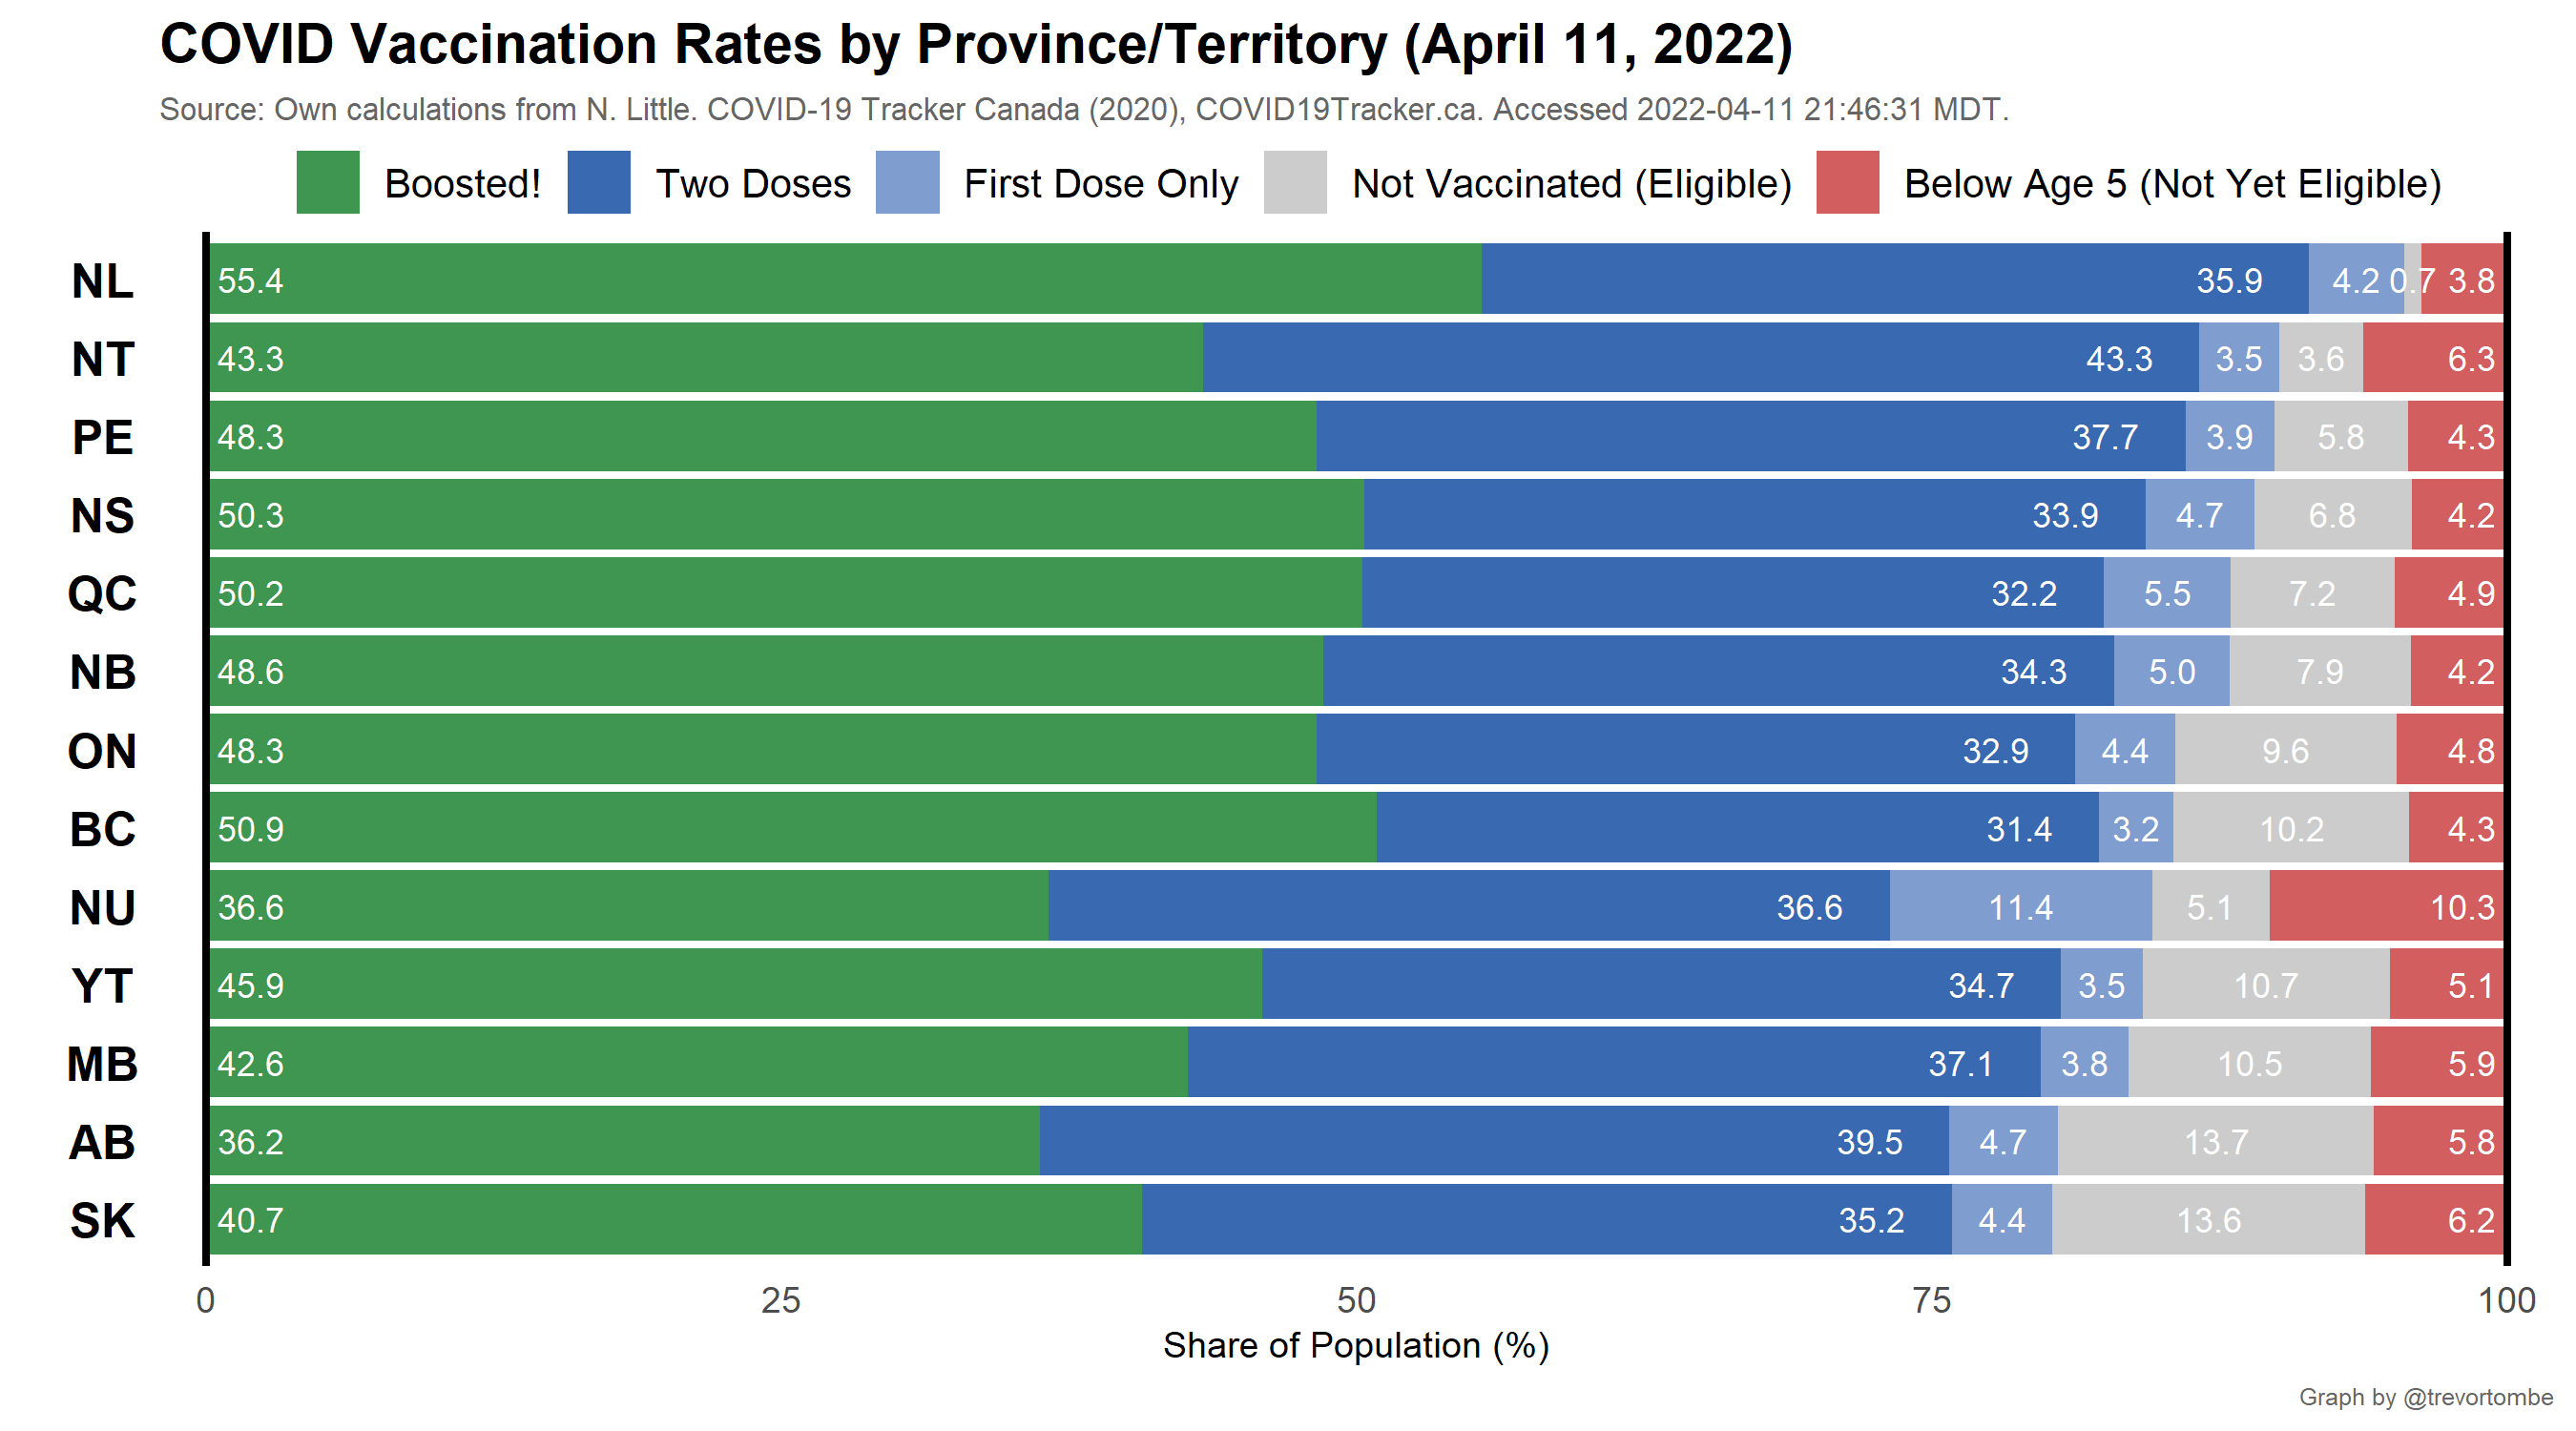 COVID Vaccination Rates by Province/Territory (April 11, 2022)
Source: Own calculations from N. Little. COVID-19 Tracker Canada (2020), COVID19Tracker.ca. Accessed 2022-04-11 21:46:31 MDT.
Boosted! Two Doses First Dose Only Not Vaccinated (Eligible) Below Age 5 (Not Yet Eligible)
NL 55.4 35.9 4.2 0.7 3.8
NT 43.3 43.3 3.5 3.6 6.3
PE 48.3 37.7 3.9 5.8 4.3
NS 50.3 33.9 4.7 6.8 4.2
QC 50.2 32.2 5.5 7.2 4.9
NB 48.6 34.3 5.0 7.9 4.2
ON 48.3 32.9 4.4 9.6 4.8
BC 50.9 31.4 3.2 10.2 4.3
NU 36.6 36.6 11.4 5.1 10.3
YT 45.9 34.7 3.5 10.7 5.1
MB 42.6 37.1 3.8 10.5 5.9
AB 36.2 39.5 4.7 13.7 5.8
SK 40.7 35.2 4.4 13.6 6.2
0 25 50 75 100
Share of Population (%)
Graph by @trevortombe